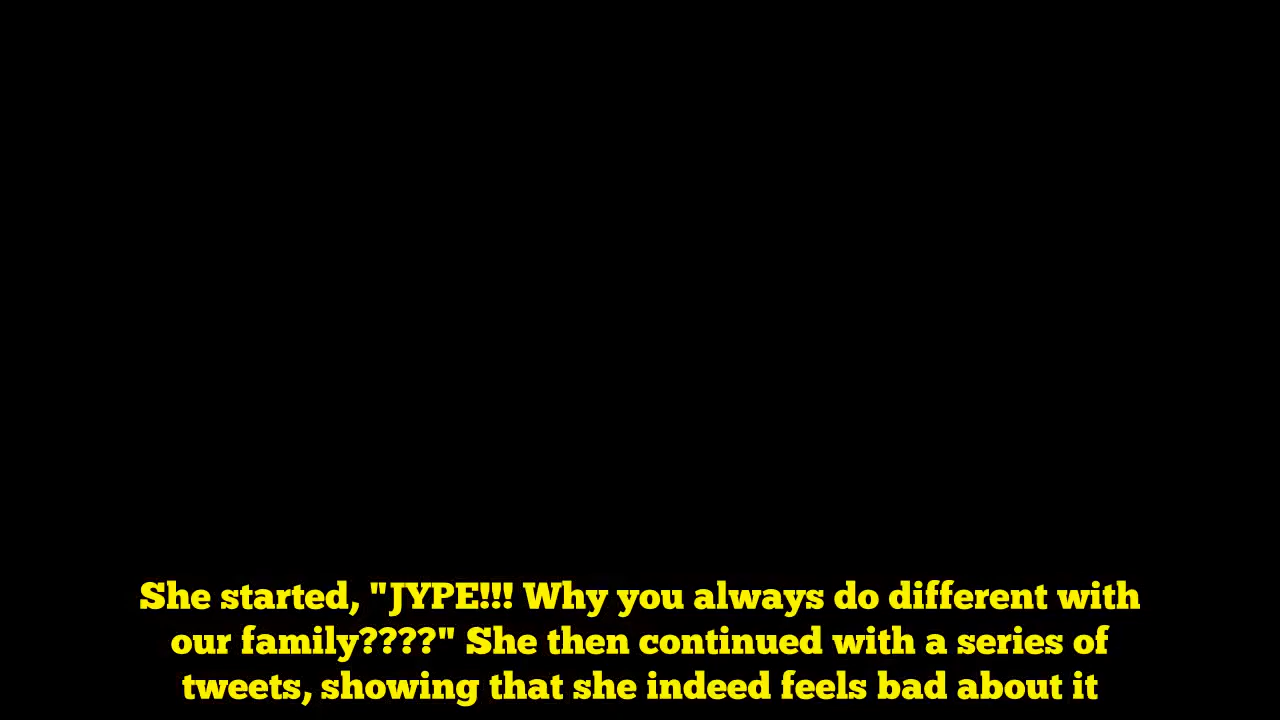 She started, "JYPE!!! Why you always do different with
our family????" She then continued with a series of
tweets, showing that she indeed feels bad about it